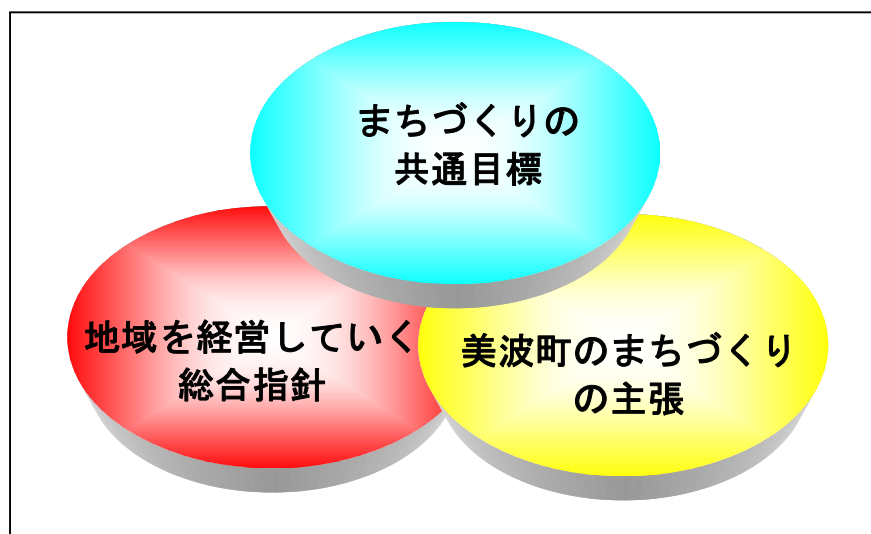 まちづくりの
共通目標
地域を経営していく
総合指針
美波町のまちづくり
の主張